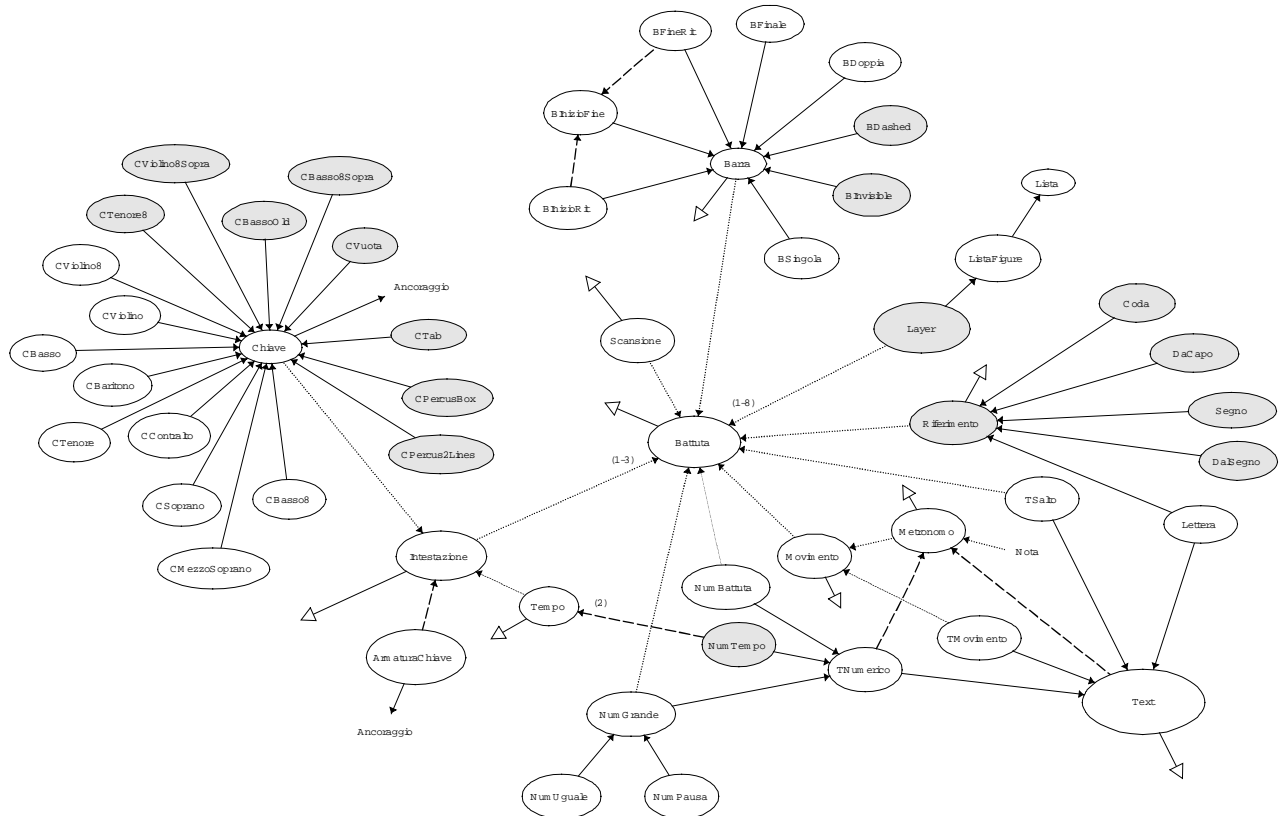 BFineRit
BFinale
BDoppia
BInizioFine
BDashed
Barra
BInvisible
BInizioRit
BSingola
Lista
ListaFigure
CViolino8Sopra
CBasso8Sopra
CTenore8
CBassoOld
CVuota
CViolino8
Ancoraggio
CViolino
Chiave
CTab
CBasso
CBaritono
CPercusBox
CTenore
CContralto
CPercus2Lines
CSoprano
CBasso8
CMezzoSoprano
Scansione
Layer
Coda
DaCapo
(1-8)
Segno
Riferimento
Battuta
DalSegno
(1-3)
TSalto
Lettera
Metronomo
Nota
Movimento
Intestazione
NumBattuta
Tempo
(2)
NumTempo
TMovimento
ArmaturaChiave
TNumerico
Text
NumGrande
Ancoraggio
NumUguale
NumPausa